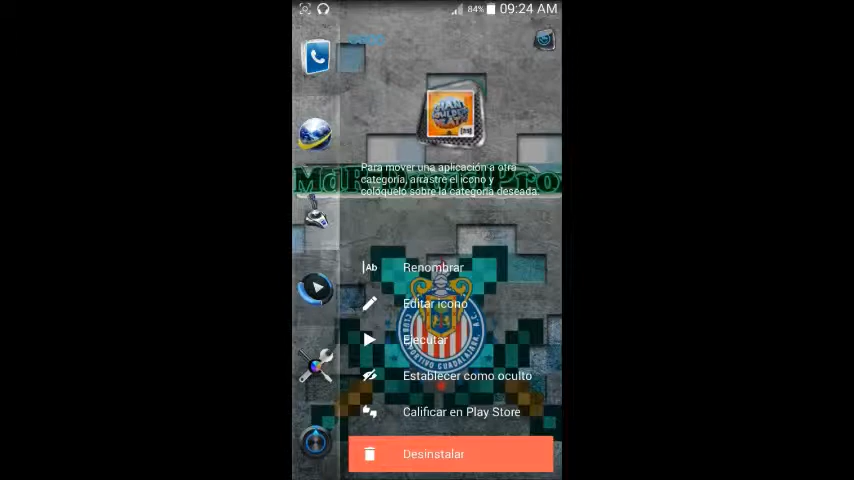 84% 09:24 AM
Para mover una aplicación a otra
categoría, arrastre el icono y
colóquelo sobre la categoría deseada.
Ab Renombrar
Editar icono
Ejecutar
Establecer como oculto
Calificar en Play Store
Desinstalar